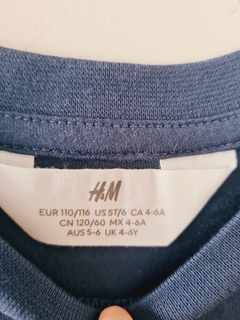 H&M
EUR 110/116 US 5T/6 CA 4-6A
CN 120/60 MX 4-6A
AUS 5-6 UK 4-6Y